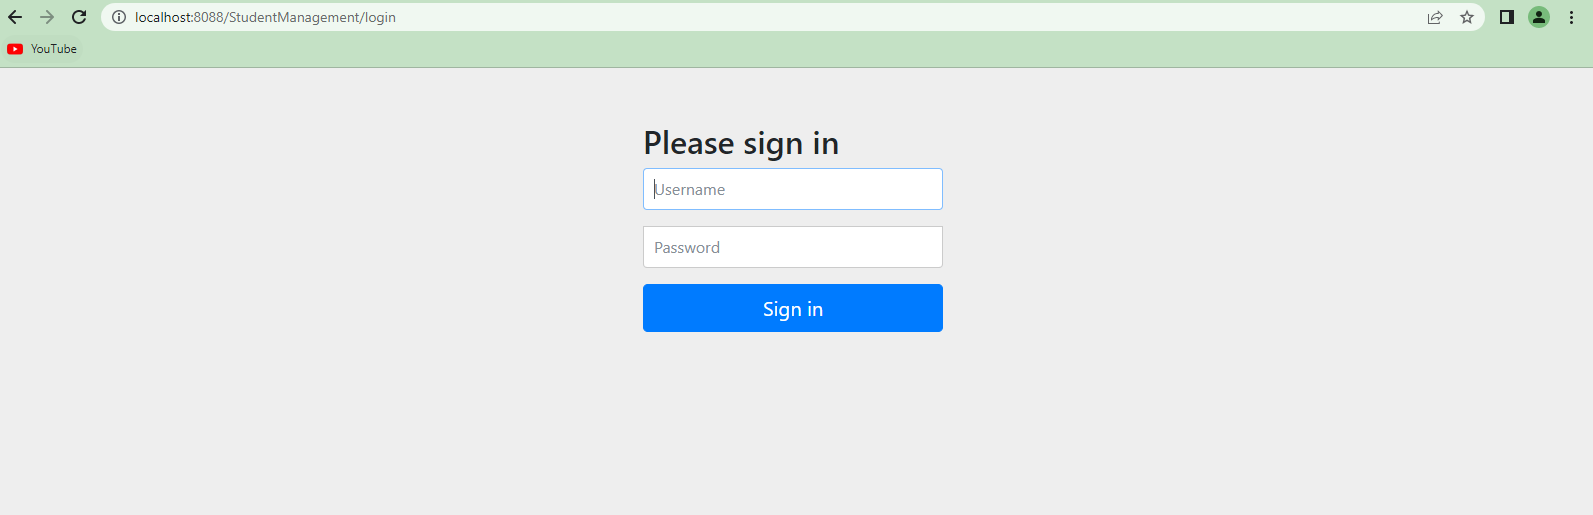 localhost:8088/StudentManagement/login
YouTube
Please sign in
Username
Password
Sign in